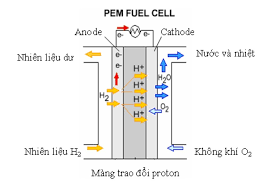 PEM FUEL CELL
Anode
Cathode
e-
e-
e-
Nhiên liệu dư
Nước và nhiệt
H+
H+
H2O
H2
H+
H+
O2
Nhiên liệu H2
Không khí O2
Màng trao đổi proton